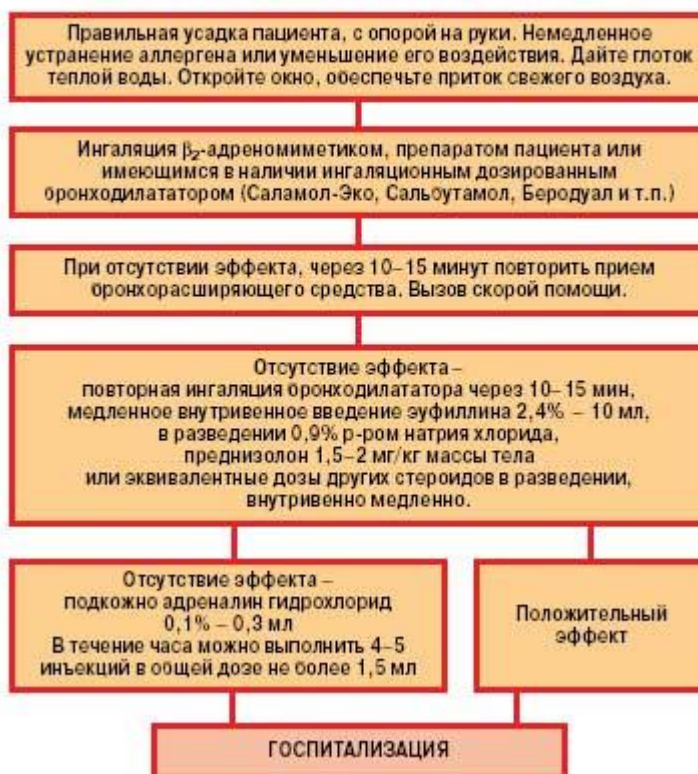 Правильная усадка пациента, с опорой на руки. Немедленное
устранение аллергена или уменьшение его воздействия. Дайте глоток
теплой воды. Откройте окно, обеспечьте приток свежего воздуха.
Ингаляция β₂-адреномиметиком, препаратом пациента или
имеющимся в наличии ингаляционным дозированным
бронходилататором (Саламол-Эко, Сальбутамол, Беродуал и т.п.)
При отсутствии эффекта, через 10–15 минут повторить прием
бронхорасширяющего средства. Вызов скорой помощи.
Отсутствие эффекта –
повторная ингаляция бронходилататора через 10–15 мин,
медленное внутривенное введение эуфиллина 2,4% – 10 мл,
в разведении 0,9% р-ром натрия хлорида,
преднизолон 1,5–2 мг/кг массы тела
или эквивалентные дозы других стероидов в разведении,
внутривенно медленно.
Отсутствие эффекта –
подкожно адреналин гидрохлорид
0,1% – 0,3 мл
В течение часа можно выполнить 4–5
инъекций в общей дозе не более 1,5 мл
Положительный
эффект
ГОСПИТАЛИЗАЦИЯ